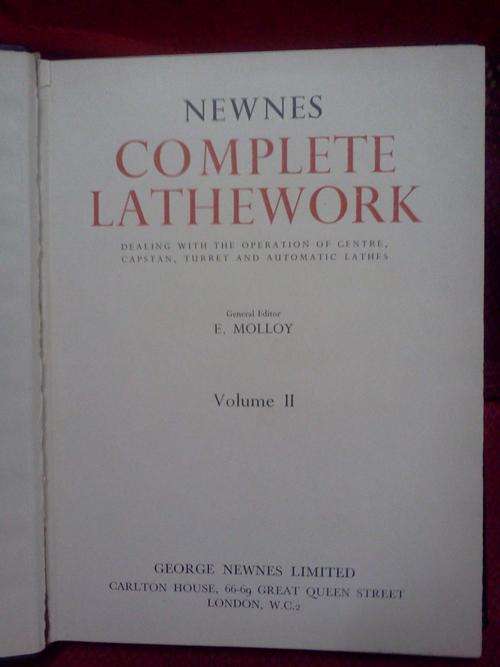 NEWNES
COMPLETE
LATHEWORK
DEALING WITH THE OPERATION OF CENTRE,
CAPSTAN, TURRET AND AUTOMATIC LATHES
General Editor
E. MOLLOY
Volume II
GEORGE NEWNES LIMITED
CARLTON HOUSE, 66-69 GREAT QUEEN STREET
LONDON, W.C.2